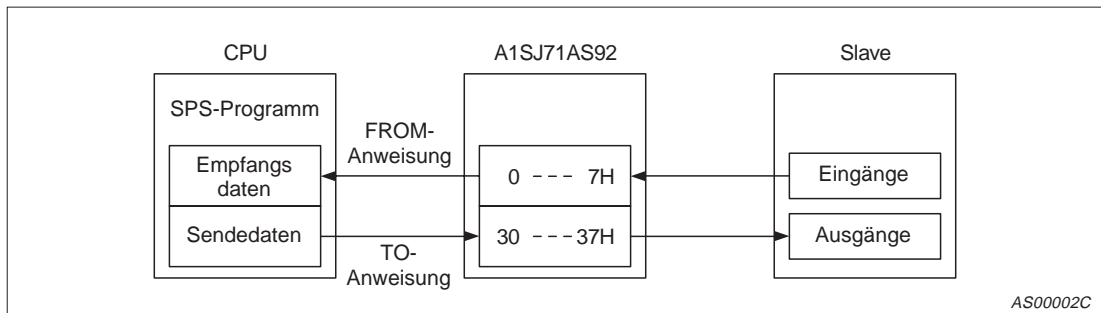 CPU
A1SJ71AS92
Slave
SPS-Programm
FROM-
Anweisung
Empfangs
daten
0 --- 7H
Eingänge
Sendedaten
30 ---37H
Ausgänge
TO-
Anweisung
AS00002C